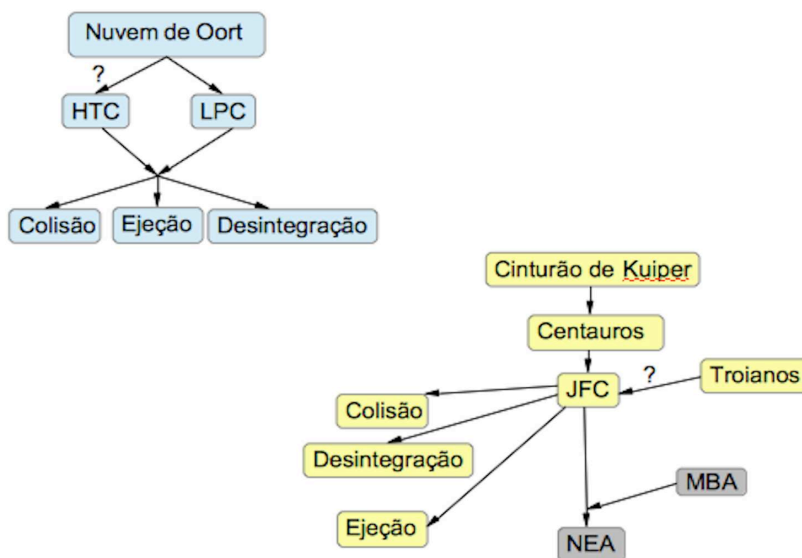 Nuvem de Oort
?
HTC
LPC
Colisão
Ejeção
Desintegração
Cinturão de Kuiper
Centauros
JFC
?
Troianos
Colisão
Desintegração
MBA
Ejeção
NEA